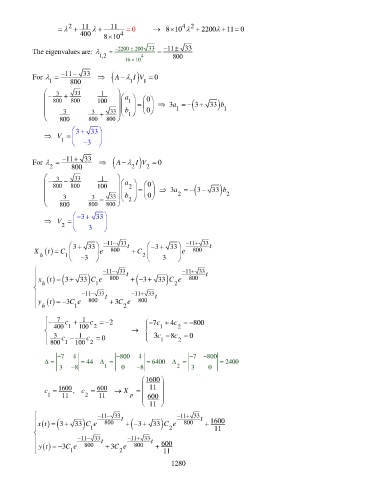 = λ² + 11/400 λ + 11/(8×10⁴) = 0 → 8×10⁴ λ² + 2200λ + 11 = 0
The eigenvalues are: λ₁,₂ = (−2200 ± 200√33)/(16×10⁴) = (−11 ± √33)/800
For λ₁ = (−11 − √33)/800 ⇒ (A − λ₁I)V₁ = 0
( −3/800 + √33/800   1/100 ; 3/800   3/800 + √33/800 ) ( a₁ ; b₁ ) = ( 0 ; 0 ) ⇒ 3a₁ = −(3 + √33)b₁
⇒ V₁ = ( 3 + √33 ; −3 )
For λ₂ = (−11 + √33)/800 ⇒ (A − λ₂I)V₂ = 0
( −3/800 − √33/800   1/100 ; 3/800   3/800 − √33/800 ) ( a₂ ; b₂ ) = ( 0 ; 0 ) ⇒ 3a₂ = −(3 − √33)b₂
⇒ V₂ = ( −3 + √33 ; 3 )
X_h(t) = C₁ ( 3 + √33 ; −3 ) e^((−11−√33)/800 t) + C₂ ( −3 + √33 ; 3 ) e^((−11+√33)/800 t)
{ x_h(t) = (3 + √33)C₁ e^((−11−√33)/800 t) + (−3 + √33)C₂ e^((−11+√33)/800 t)
y_h(t) = −3C₁ e^((−11−√33)/800 t) + 3C₂ e^((−11+√33)/800 t)
{ −7/400 c₁ + 1/100 c₂ = −2 → { −7c₁ + 4c₂ = −800
3/800 c₁ − 1/100 c₂ = 0   3c₁ − 8c₂ = 0
Δ = | −7 4 ; 3 −8 | = 44   Δ₁ = | −800 4 ; 0 −8 | = 6400   Δ₂ = | −7 −800 ; 3 0 | = 2400
c₁ = 1600/11, c₂ = 600/11 → X_p = ( 1600/11 ; 600/11 )
{ x(t) = (3 + √33)C₁ e^((−11−√33)/800 t) + (−3 + √33)C₂ e^((−11+√33)/800 t) + 1600/11
y(t) = −3C₁ e^((−11−√33)/800 t) + 3C₂ e^((−11+√33)/800 t) + 600/11
1280